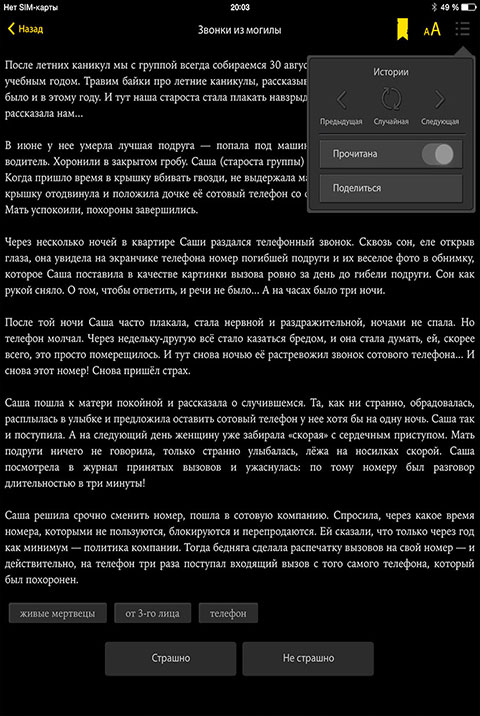 Нет SIM-карты 20:03 49 %
Назад Звонки из могилы АА
После летних каникул мы с группой всегда собираемся 30 авгус
учебным годом. Травим байки про летние каникулы, рассказыв
было и в этому году. И тут наша староста стала плакать навзрыд
рассказала нам...
Истории
Предыдущая Случайная Следующая
Прочитана
Поделиться
В июне у нее умерла лучшая подруга — попала под машин
водитель. Хоронили в закрытом гробу. Саша (староста группы)
Когда пришло время в крышку вбивать гвозди, не выдержала ма
крышку отодвинула и положила дочке её сотовый телефон со с
Мать успокоили, похороны завершились.
Через несколько ночей в квартире Саши раздался телефонный звонок. Сквозь сон, еле открыв
глаза, она увидела на экранчике телефона номер погибшей подруги и их веселое фото в обнимку,
которое Саша поставила в качестве картинки вызова ровно за день до гибели подруги. Сон как
рукой сняло. О том, чтобы ответить, и речи не было... А на часах было три ночи.
После той ночи Саша часто плакала, стала нервной и раздражительной, ночами не спала. Но
телефон молчал. Через недельку-другую всё стало казаться бредом, и она стала думать, ей, скорее
всего, это просто померещилось. И тут снова ночью её растревожил звонок сотового телефона... И
снова этот номер! Снова пришёл страх.
Саша пошла к матери покойной и рассказала о случившемся. Та, как ни странно, обрадовалась,
расплылась в улыбке и предложила оставить сотовый телефон у нее хотя бы на одну ночь. Саша так
и поступила. А на следующий день женщину уже забирала «скорая» с сердечным приступом. Мать
подруги ничего не говорила, только странно улыбалась, лёжа на носилках скорой. Саша
посмотрела в журнал принятых вызовов и ужаснулась: по тому номеру был разговор
длительностью в три минуты!
Саша решила срочно сменить номер, пошла в сотовую компанию. Спросила, через какое время
номера, которыми не пользуются, блокируются и перепродаются. Ей сказали, что только через год
как минимум — политика компании. Тогда бедняга сделала распечатку вызовов на свой номер — и
действительно, на телефон три раза поступал входящий вызов с того самого телефона, который
был похоронен.
живые мертвецы от 3-го лица телефон
Страшно Не страшно